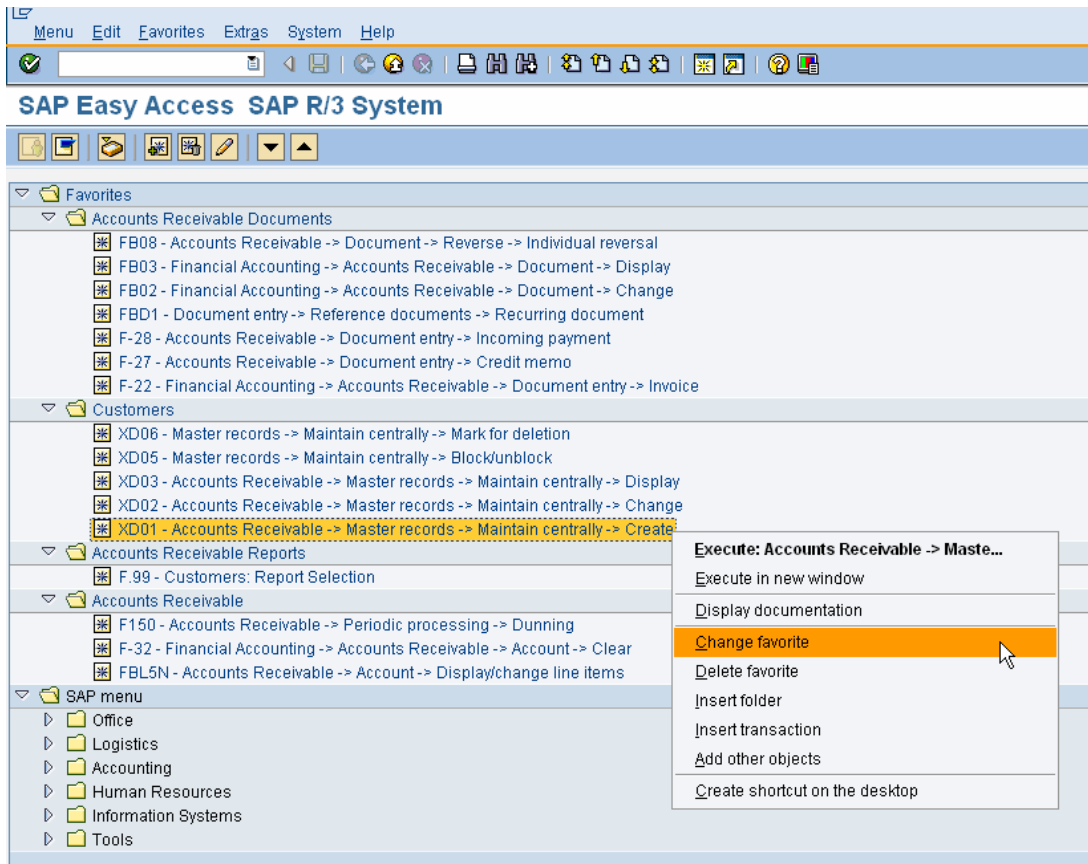 Menu Edit Favorites Extras System Help
SAP Easy Access SAP R/3 System
Favorites
Accounts Receivable Documents
FB08 - Accounts Receivable -> Document -> Reverse -> Individual reversal
FB03 - Financial Accounting -> Accounts Receivable -> Document -> Display
FB02 - Financial Accounting -> Accounts Receivable -> Document -> Change
FBD1 - Document entry -> Reference documents -> Recurring document
F-28 - Accounts Receivable -> Document entry -> Incoming payment
F-27 - Accounts Receivable -> Document entry -> Credit memo
F-22 - Financial Accounting -> Accounts Receivable -> Document entry -> Invoice
Customers
XD06 - Master records -> Maintain centrally -> Mark for deletion
XD05 - Master records -> Maintain centrally -> Block/unblock
XD03 - Accounts Receivable -> Master records -> Maintain centrally -> Display
XD02 - Accounts Receivable -> Master records -> Maintain centrally -> Change
XD01 - Accounts Receivable -> Master records -> Maintain centrally -> Create
Accounts Receivable Reports
F.99 - Customers: Report Selection
Accounts Receivable
F150 - Accounts Receivable -> Periodic processing -> Dunning
F-32 - Financial Accounting -> Accounts Receivable -> Account -> Clear
FBL5N - Accounts Receivable -> Account -> Display/change line items
SAP menu
Office
Logistics
Accounting
Human Resources
Information Systems
Tools
Execute: Accounts Receivable -> Maste...
Execute in new window
Display documentation
Change favorite
Delete favorite
Insert folder
Insert transaction
Add other objects
Create shortcut on the desktop